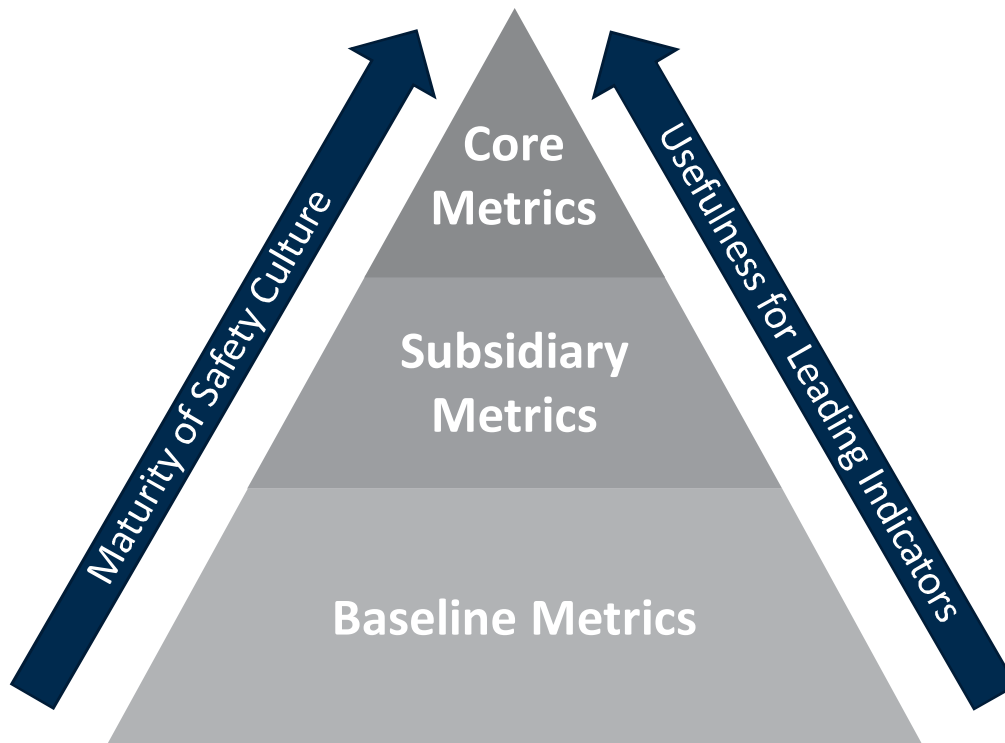 Core
Metrics
Subsidiary
Metrics
Baseline Metrics
Maturity of Safety Culture
Usefulness for Leading Indicators